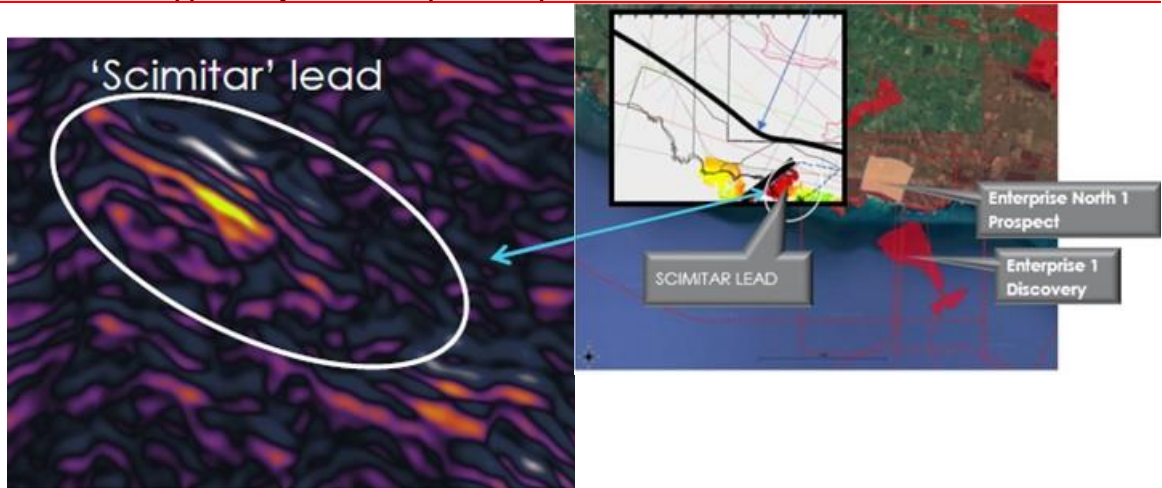 'Scimitar' lead
Enterprise North 1
Prospect
SCIMITAR LEAD
Enterprise 1
Discovery